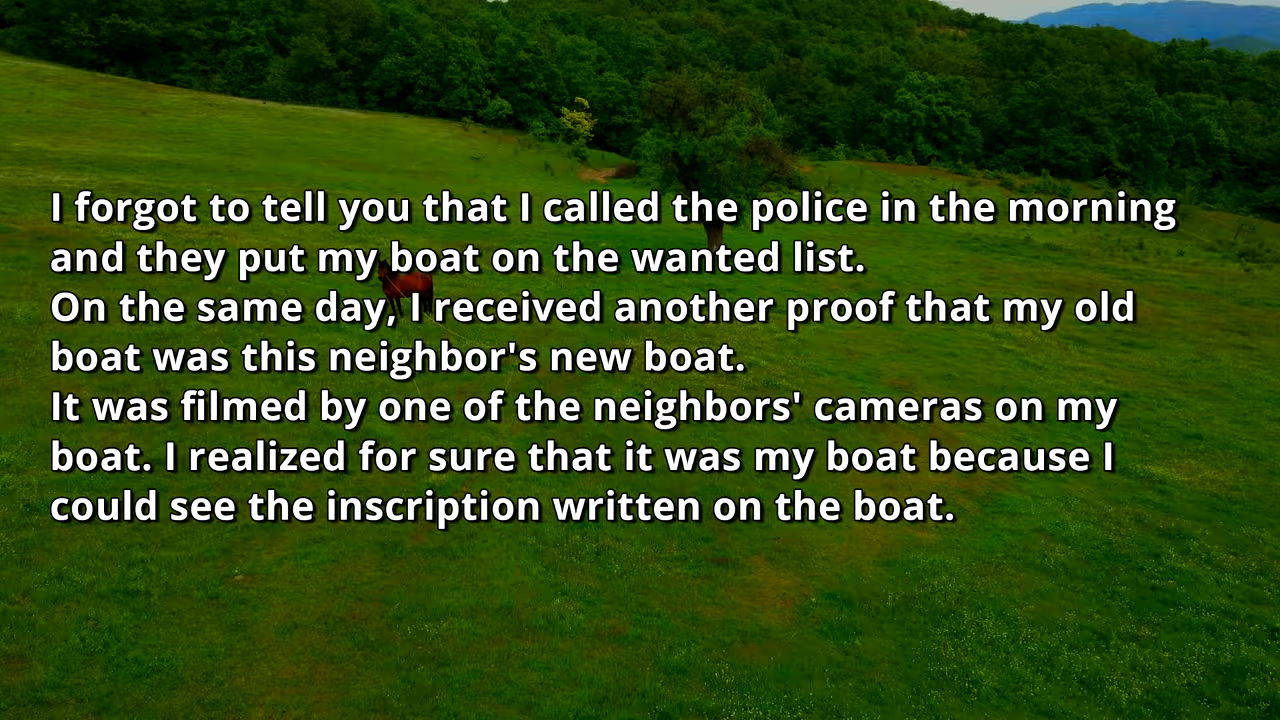 I forgot to tell you that I called the police in the morning
and they put my boat on the wanted list.
On the same day, I received another proof that my old
boat was this neighbor's new boat.
It was filmed by one of the neighbors' cameras on my
boat. I realized for sure that it was my boat because I
could see the inscription written on the boat.